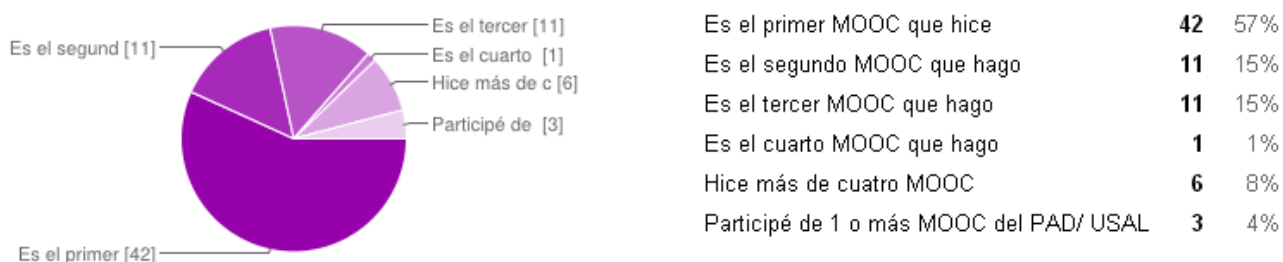 Es el tercer [11]
Es el segund [11]
Es el cuarto [1]
Hice más de c [6]
Participé de [3]
Es el primer [42]
Es el primer MOOC que hice 42 57%
Es el segundo MOOC que hago 11 15%
Es el tercer MOOC que hago 11 15%
Es el cuarto MOOC que hago 1 1%
Hice más de cuatro MOOC 6 8%
Participé de 1 o más MOOC del PAD/ USAL 3 4%